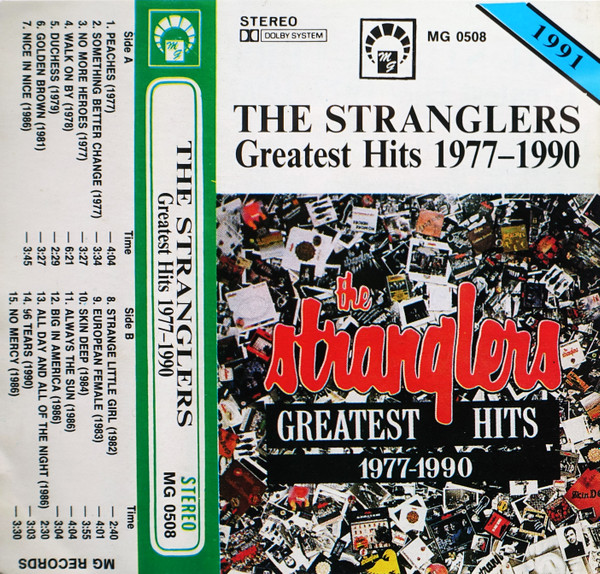 Side A Time
1. PEACHES (1977) — 4:04
2. SOMETHING BETTER CHANGE (1977) — 3:34
3. NO MORE HEROES (1977) — 3:27
4. WALK ON BY (1978) — 6:21
5. DUCHESS (1979) — 2:29
6. GOLDEN BROWN (1981) — 3:27
7. NICE IN NICE (1986) — 3:45
Side B Time
8. STRANGE LITTLE GIRL (1982) — 2:40
9. EUROPEAN FEMALE (1983) — 4:01
10. SKIN DEEP (1984) — 3:55
11. ALWAYS THE SUN (1986) — 4:04
12. BIG IN AMERICA (1986) — 3:04
13. ALL DAY AND MLL OF THE NIGHT (1986) — 2:30
14. 96 TEARS (1990) — 3:03
15. NO MERCY (1986) — 3:30
MG RECORDS
MG
THE STRANGLERS
Greatest Hits 1977–1990
STEREO
MG 0508
STEREO
DOLBY SYSTEM
MG
MG 0508
1991
THE STRANGLERS
Greatest Hits 1977–1990
the
stranglers
GREATEST HITS
1977-1990